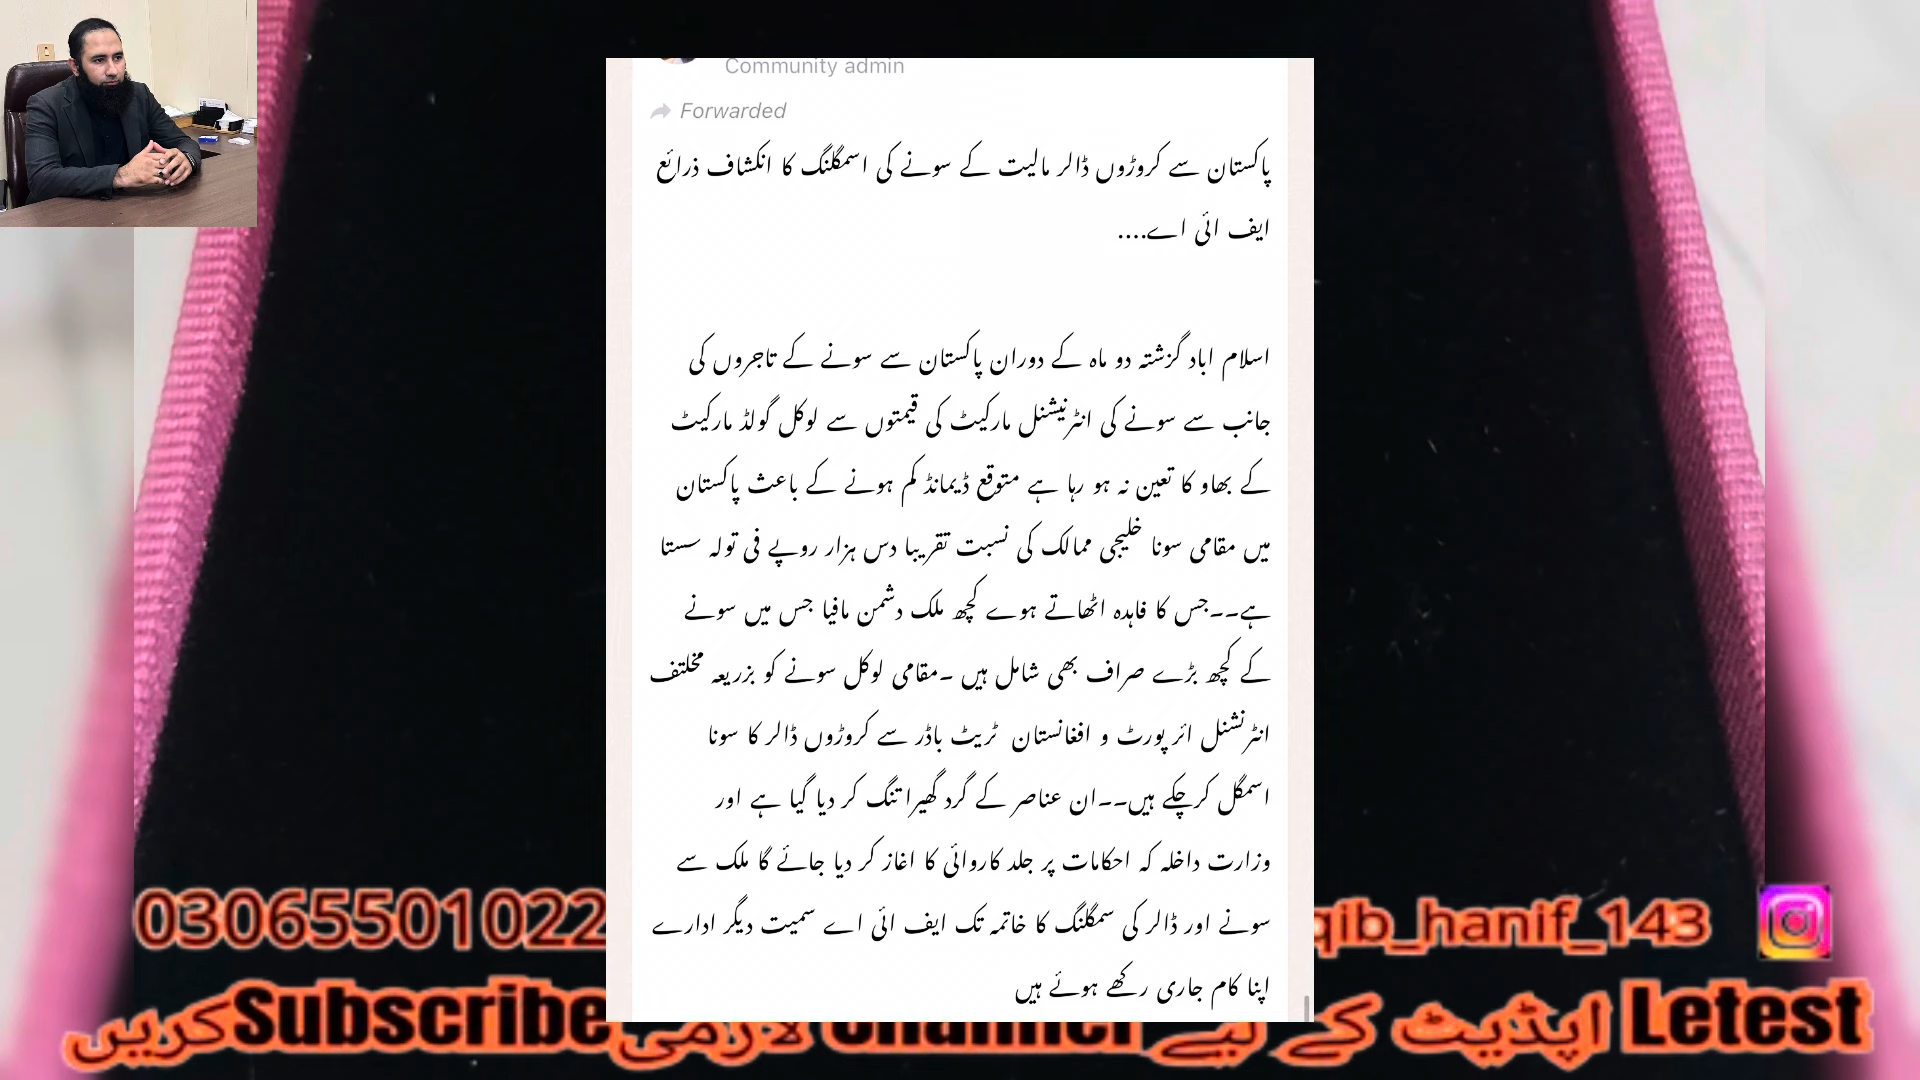 Community admin
Forwarded
پاکستان سے کروڑوں ڈالر مالیت کے سونے کی اسمگلنگ کا انکشاف ذرائع
ایف ائی اے....
اسلام اباد گزشتہ دو ماہ کے دوران پاکستان سے سونے کے تاجروں کی
جانب سے سونے کی انٹرنیشنل مارکیٹ کی قیمتوں سے لوکل گولڈ مارکیٹ
کے بھاو کا تعین نہ ہو رہا ہے متوقع ڈیمانڈ کم ہونے کے باعث پاکستان
میں مقامی سونا خلیجی ممالک کی نسبت تقریبا دس ہزار روپے فی تولہ سستا
ہے۔۔جس کا فاہدہ اٹھاتے ہوے کچھ ملک دشمن مافیا جس میں سونے
کے کچھ بڑے صراف بھی شامل ہیں ۔مقامی لوکل سونے کو بزریعہ مختلف
انٹرنشنل ائر پورٹ و افغانستان ٹریٹ باڈر سے کروڑوں ڈالر کا سونا
اسمگل کرچکے ہیں۔۔ان عناصر کے گرد گھیرا تنگ کر دیا گیا ہے اور
وزارت داخلہ کہ احکامات پر جلد کاروائی کا اغاز کر دیا جائے گا ملک سے
سونے اور ڈالر کی سمگلنگ کا خاتمہ تک ایف ائی اے سمیت دیگر ادارے
اپنا کام جاری رکھے ہوئے ہیں
03065501022
qib_hanif_143
Letest اپڈیٹ کے لیے Channel لازمی Subscribe کریں